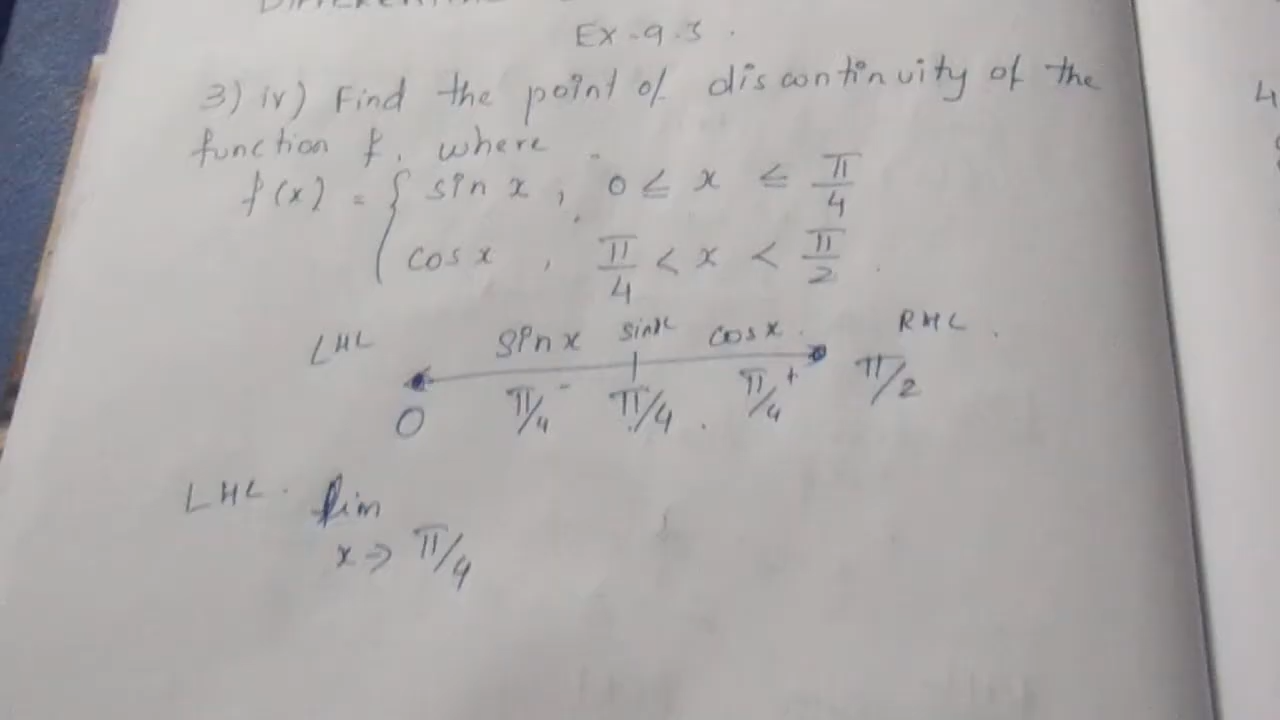 Ex-9.3.
3) iv) Find the point of discontinuity of the
function f, where
f(x) = { sin x, 0 ≤ x ≤ π/4
cos x, π/4 < x < π/2
LHL sin x sin x cos x. RHL.
0 π/4⁻ π/4. π/4⁺ π/2
LHL. lim
x → π/4
4